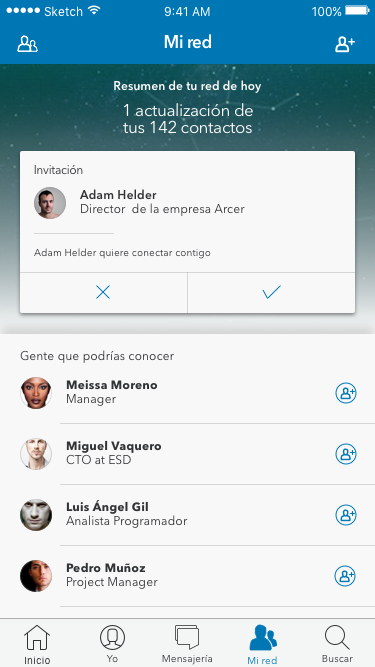 Sketch 9:41 AM 100%
Mi red
Resumen de tu red de hoy
1 actualización de
tus 142 contactos
Invitación
Adam Helder
Director de la empresa Arcer
Adam Helder quiere conectar contigo
Gente que podrías conocer
Meissa Moreno
Manager
Miguel Vaquero
CTO at ESD
Luis Ángel Gil
Analista Programador
Pedro Muñoz
Project Manager
Inicio Yo Mensajería Mi red Buscar